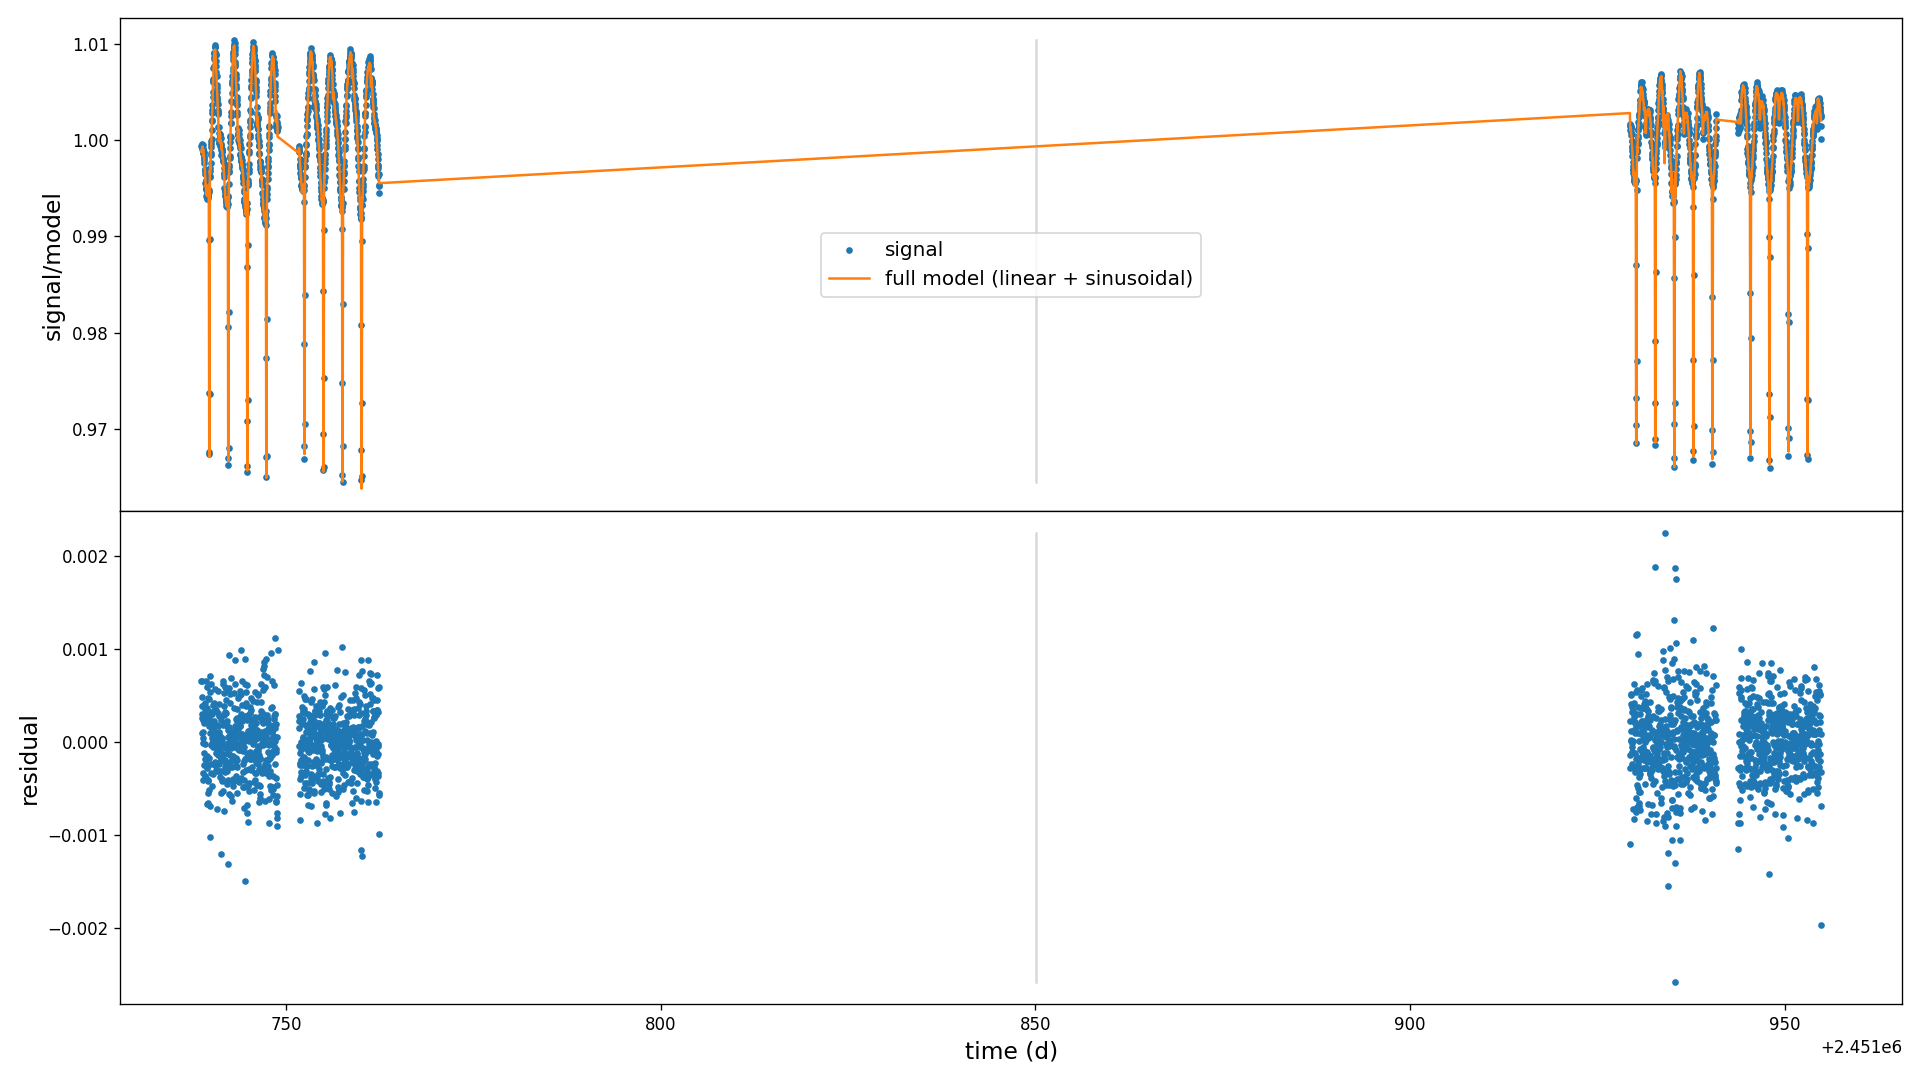 1.01
1.00
0.99
0.98
0.97
signal/model
signal
full model (linear + sinusoidal)
0.002
0.001
0.000
−0.001
−0.002
residual
750
800
850
900
950
time (d)
+2.451e6